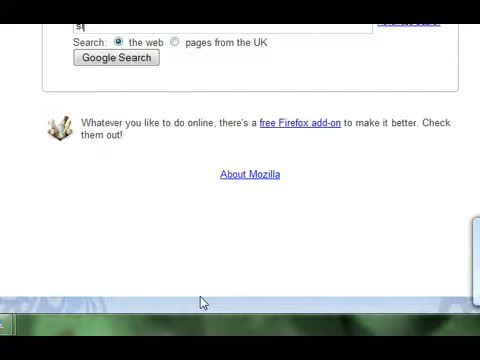 s
Search: the web pages from the UK
Google Search
Whatever you like to do online, there's a free Firefox add-on to make it better. Check
them out!
About Mozilla